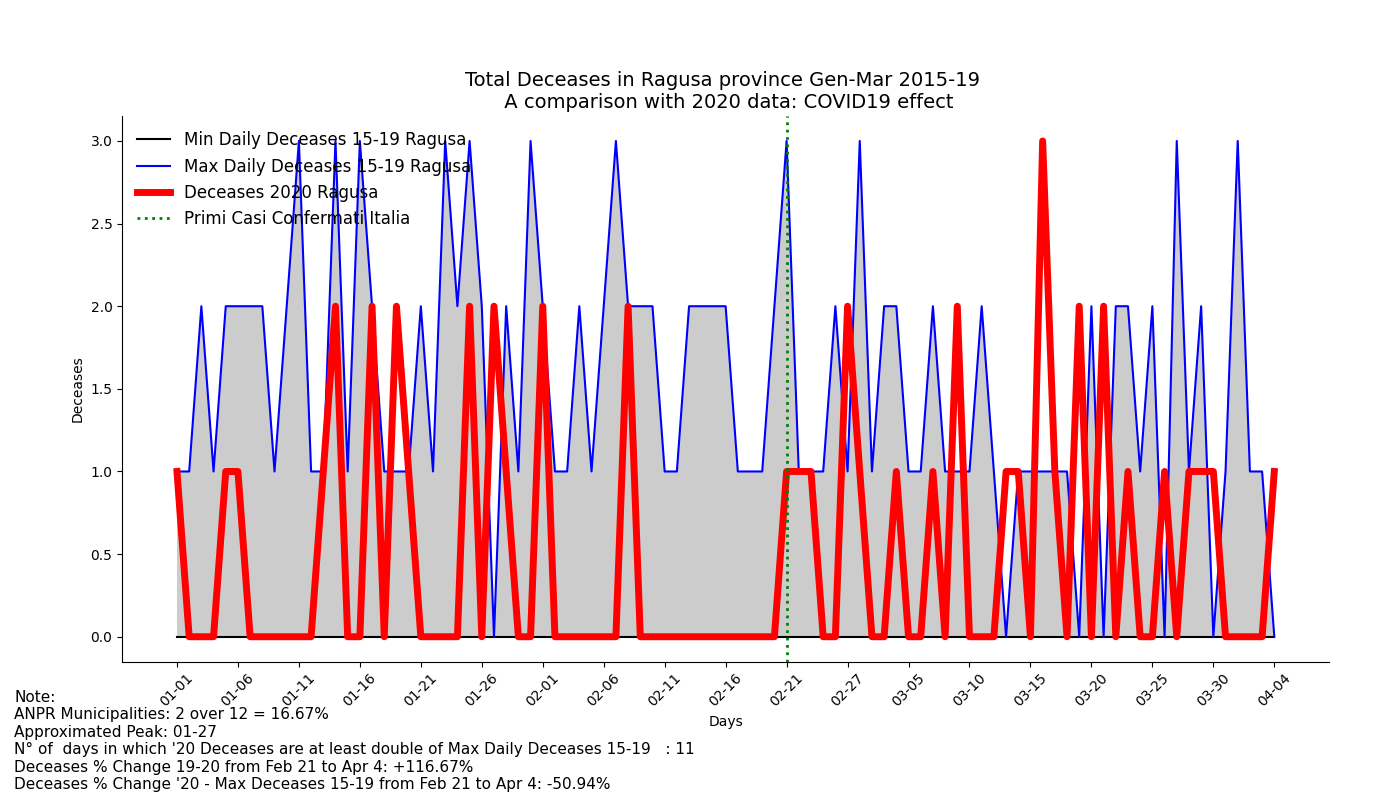 Total Deceases in Ragusa province Gen-Mar 2015-19
A comparison with 2020 data: COVID19 effect
Min Daily Deceases 15-19 Ragusa
Max Daily Deceases 15-19 Ragusa
Deceases 2020 Ragusa
Primi Casi Confermati Italia
3.0
2.5
2.0
1.5
1.0
0.5
0.0
Deceases
01-01 01-06 01-11 01-16 01-21 01-26 02-01 02-06 02-11 02-16 02-21 02-27 03-05 03-10 03-15 03-20 03-25 03-30 04-04
Days
Note:
ANPR Municipalities: 2 over 12 = 16.67%
Approximated Peak: 01-27
N° of  days in which '20 Deceases are at least double of Max Daily Deceases 15-19   : 11
Deceases % Change 19-20 from Feb 21 to Apr 4: +116.67%
Deceases % Change '20 - Max Deceases 15-19 from Feb 21 to Apr 4: -50.94%